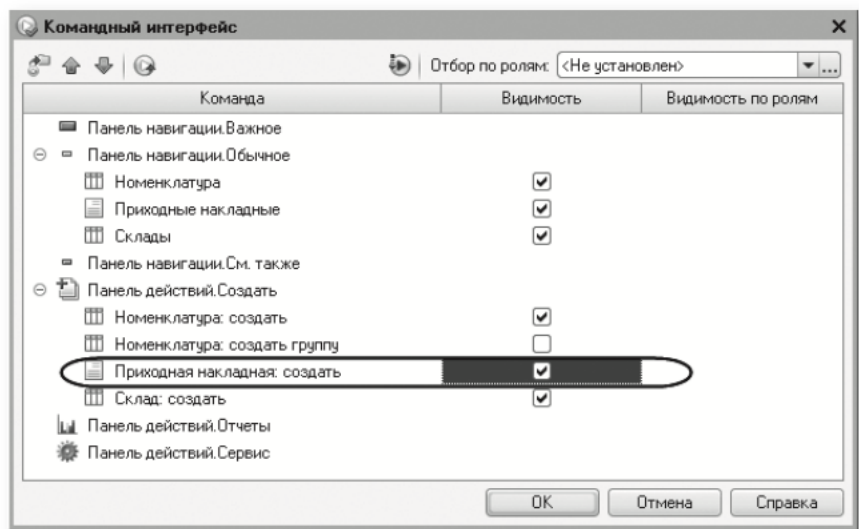 Командный интерфейс
Отбор по ролям: <Не установлен>
Команда Видимость Видимость по ролям
Панель навигации.Важное
Панель навигации.Обычное
Номенклатура
Приходные накладные
Склады
Панель навигации.См. также
Панель действий.Создать
Номенклатура: создать
Номенклатура: создать группу
Приходная накладная: создать
Склад: создать
Панель действий.Отчеты
Панель действий.Сервис
OK Отмена Справка